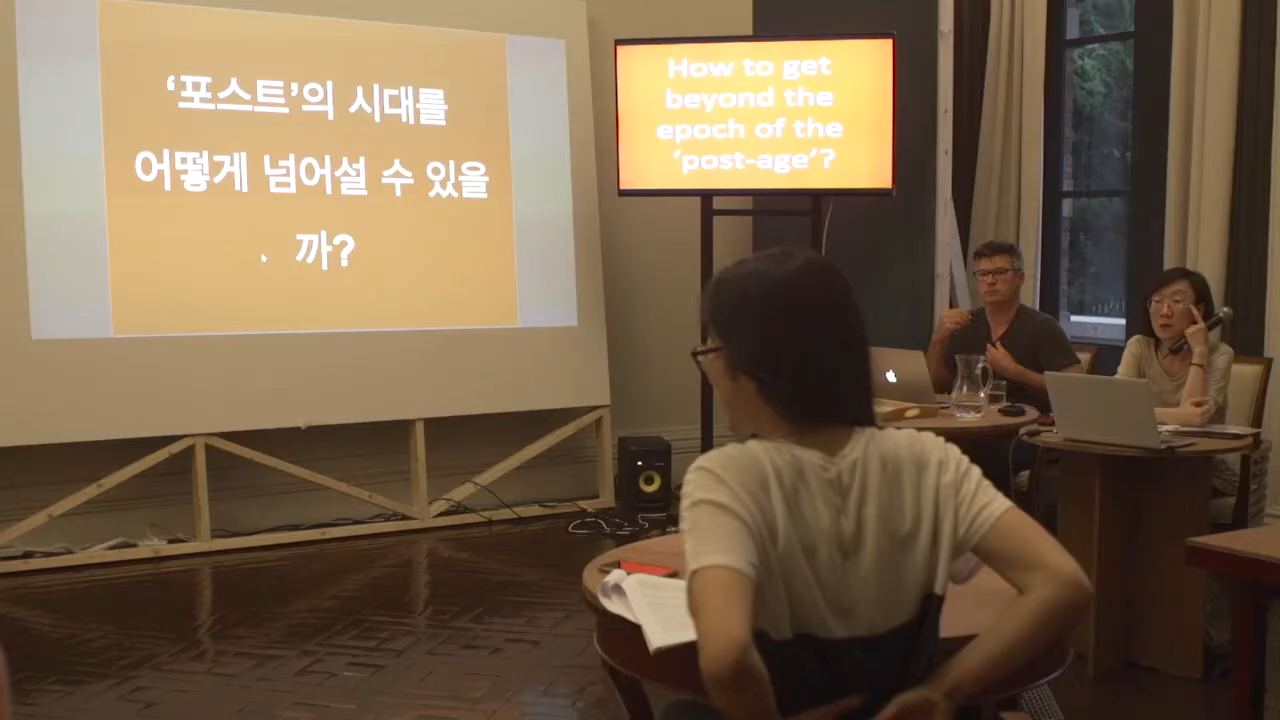 ‘포스트’의 시대를
어떻게 넘어설 수 있을
까?
How to get
beyond the
epoch of the
‘post-age’?